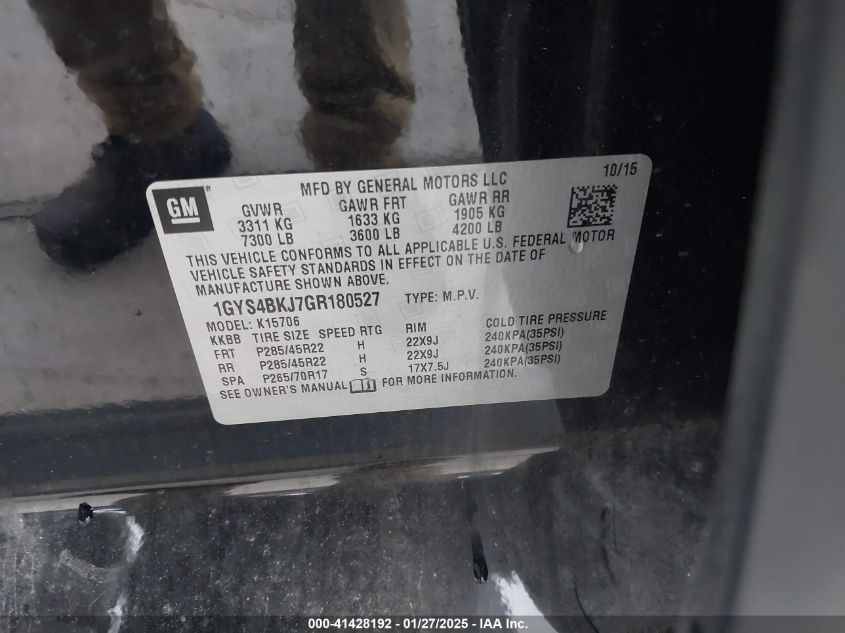 MFD BY GENERAL MOTORS LLC 10/15
GM
GVWR GAWR FRT GAWR RR
3311 KG 1633 KG 1905 KG
7300 LB 3600 LB 4200 LB
THIS VEHICLE CONFORMS TO ALL APPLICABLE U.S. FEDERAL MOTOR
VEHICLE SAFETY STANDARDS IN EFFECT ON THE DATE OF
MANUFACTURE SHOWN ABOVE.
1GYS4BKJ7GR180527 TYPE: M.P.V.
MODEL: K15706
KKBB TIRE SIZE SPEED RTG RIM COLD TIRE PRESSURE
FRT P285/45R22 H 22X9J 240KPA(35PSI)
RR P285/45R22 H 22X9J 240KPA(35PSI)
SPA P265/70R17 S 17X7.5J 240KPA(35PSI)
SEE OWNER'S MANUAL FOR MORE INFORMATION.
000-41428192 - 01/27/2025 - IAA Inc.